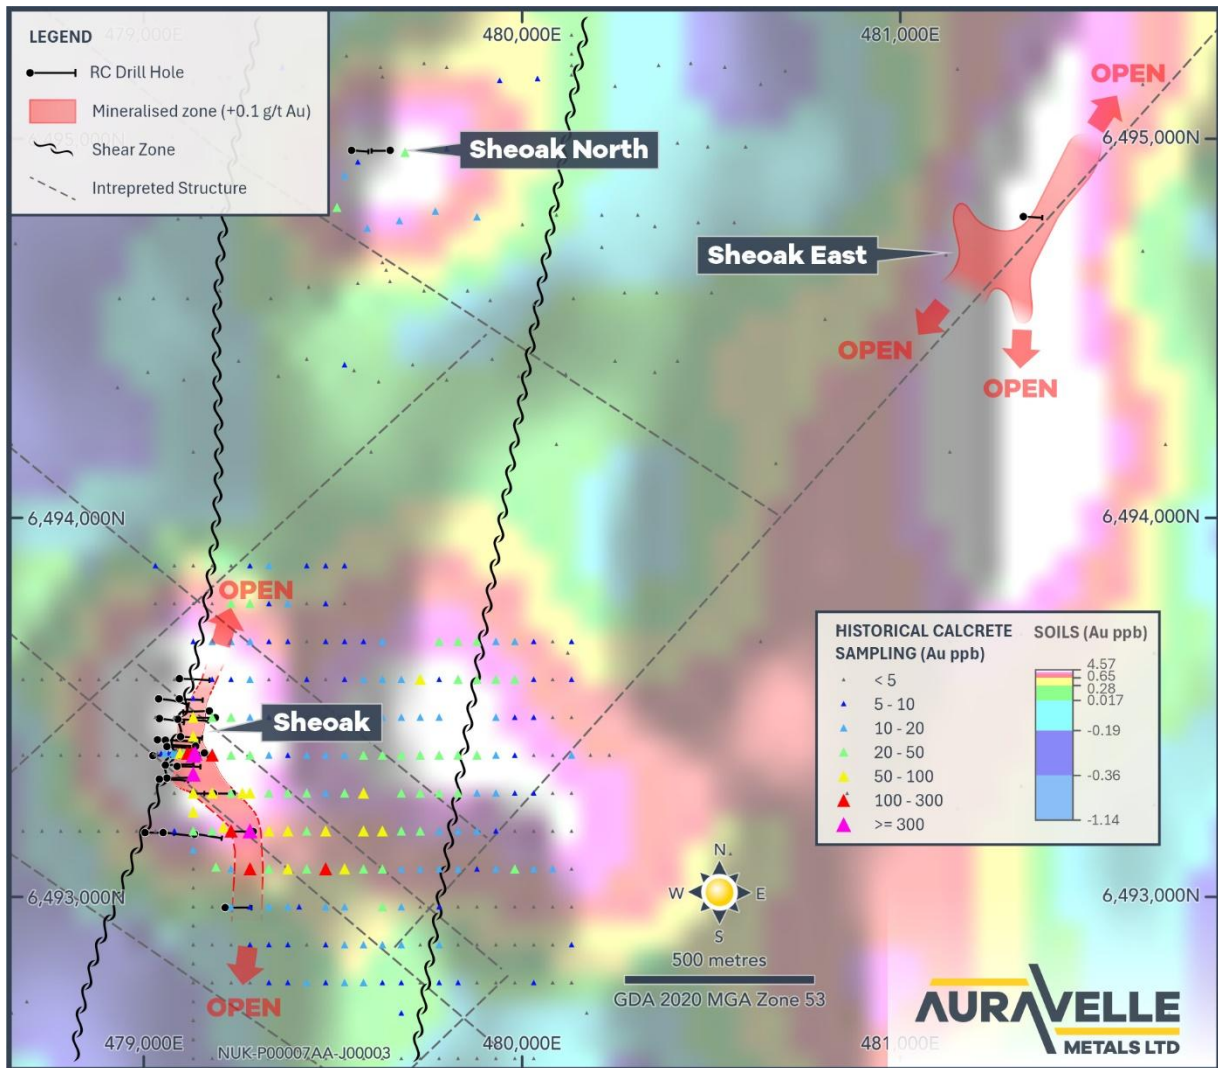 LEGEND
479,000E
480,000E
481,000E
RC Drill Hole
Mineralised zone (+0.1 g/t Au)
6,495,000N
Shear Zone
Intrepreted Structure
OPEN
6,495,000N
Sheoak North
Sheoak East
OPEN
OPEN
6,494,000N
6,494,000N
OPEN
Sheoak
HISTORICAL CALCRETE
SAMPLING (Au ppb)
< 5
5 - 10
10 - 20
20 - 50
50 - 100
100 - 300
>= 300
SOILS (Au ppb)
4.57
0.65
0.28
0.017
-0.19
-0.36
-1.14
6,493,000N
6,493,000N
N
W
E
S
500 metres
GDA 2020 MGA Zone 53
OPEN
AURAVELLE
METALS LTD
479,000E
NUK-P00007AA-J00003
480,000E
481,000E